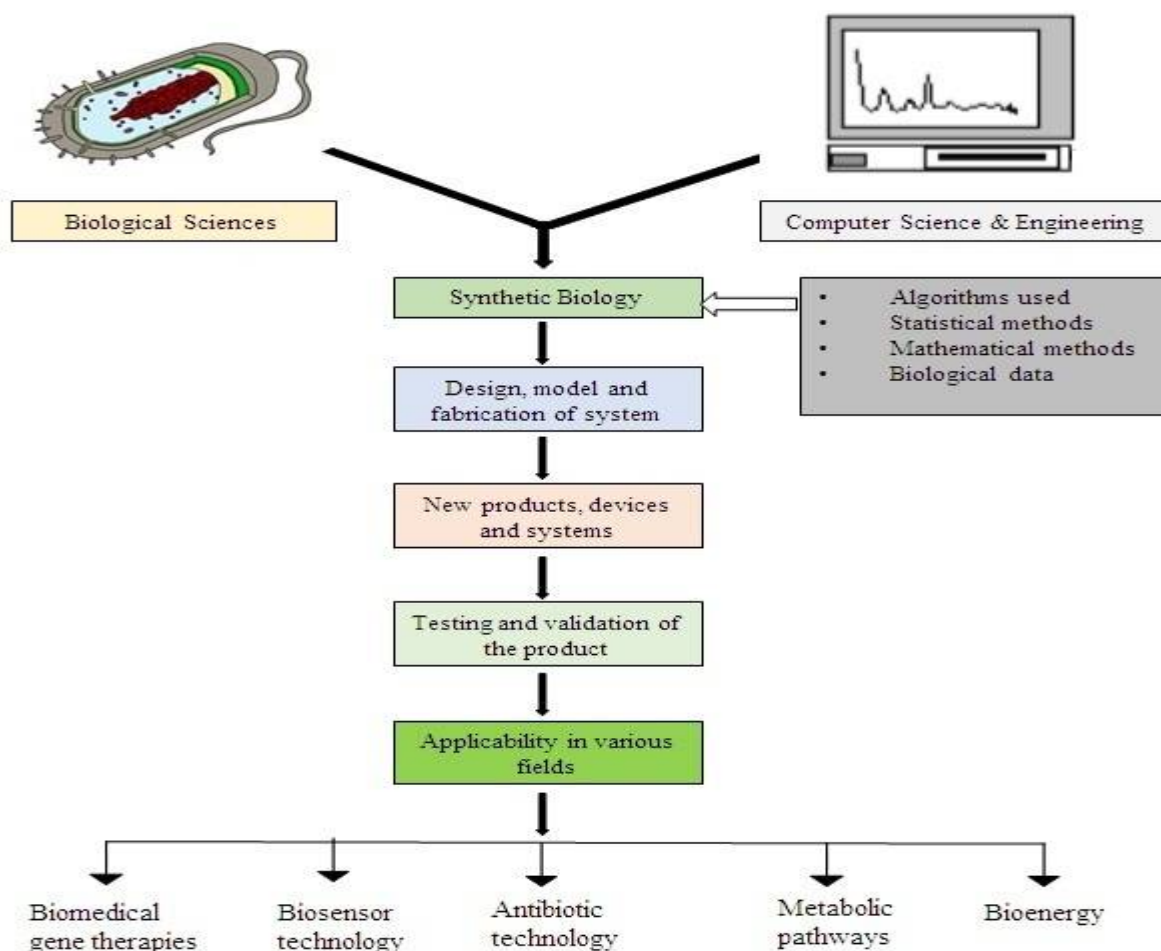 Biological Sciences
Computer Science & Engineering
Synthetic Biology
• Algorithms used
• Statistical methods
• Mathematical methods
• Biological data
Design, model and
fabrication of system
New products, devices
and systems
Testing and validation of
the product
Applicability in various
fields
Biomedical
gene therapies
Biosensor
technology
Antibiotic
technology
Metabolic
pathways
Bioenergy